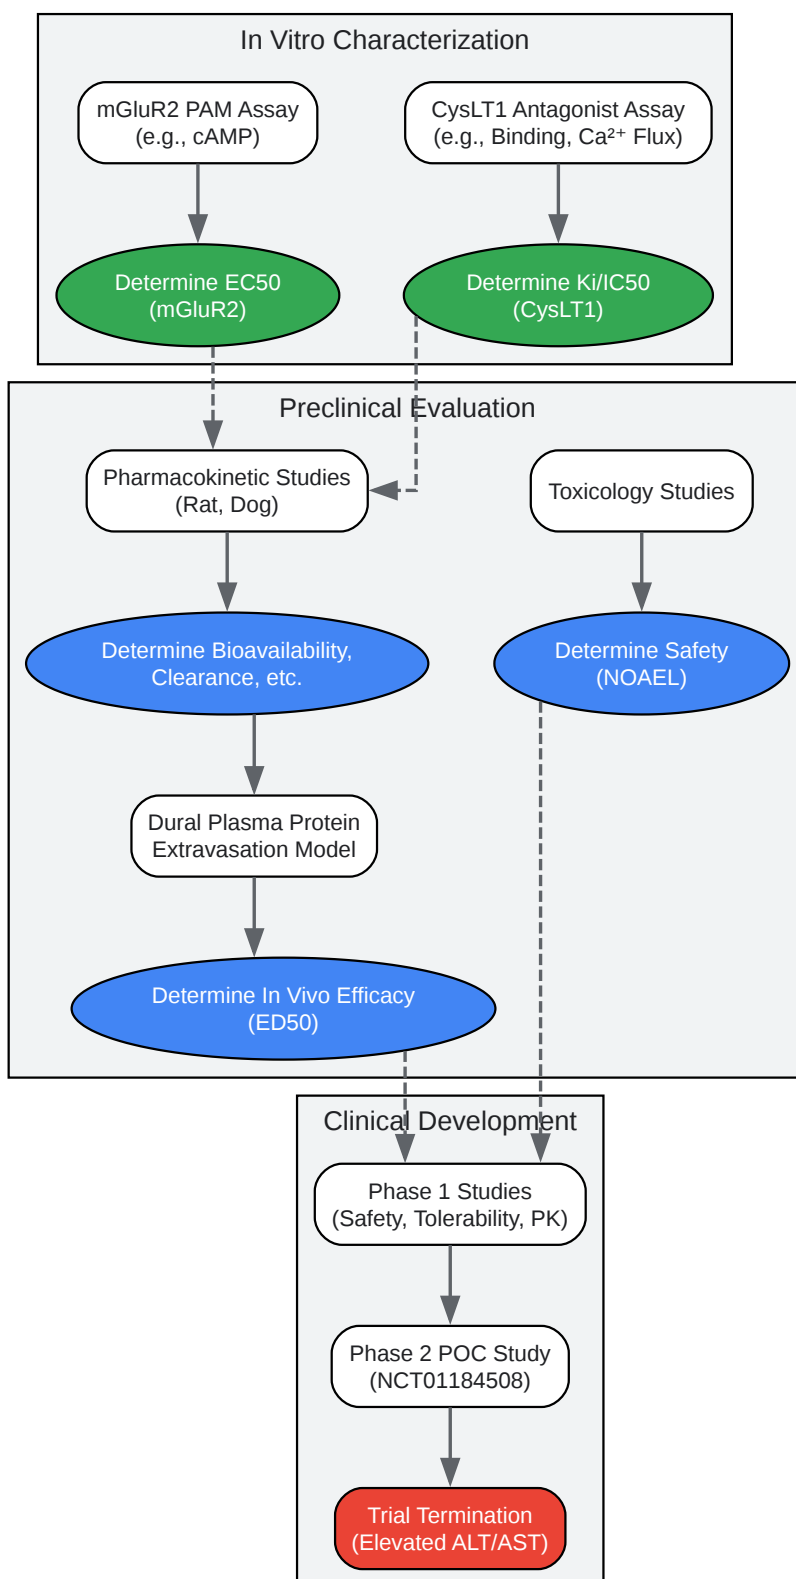 In Vitro Characterization
mGluR2 PAM Assay
(e.g., cAMP)
CysLT1 Antagonist Assay
(e.g., Binding, Ca²⁺ Flux)
Determine EC50
(mGluR2)
Determine Ki/IC50
(CysLT1)
Preclinical Evaluation
Pharmacokinetic Studies
(Rat, Dog)
Toxicology Studies
Determine Bioavailability,
Clearance, etc.
Determine Safety
(NOAEL)
Dural Plasma Protein
Extravasation Model
Determine In Vivo Efficacy
(ED50)
Clinical Development
Phase 1 Studies
(Safety, Tolerability, PK)
Phase 2 POC Study
(NCT01184508)
Trial Termination
(Elevated ALT/AST)